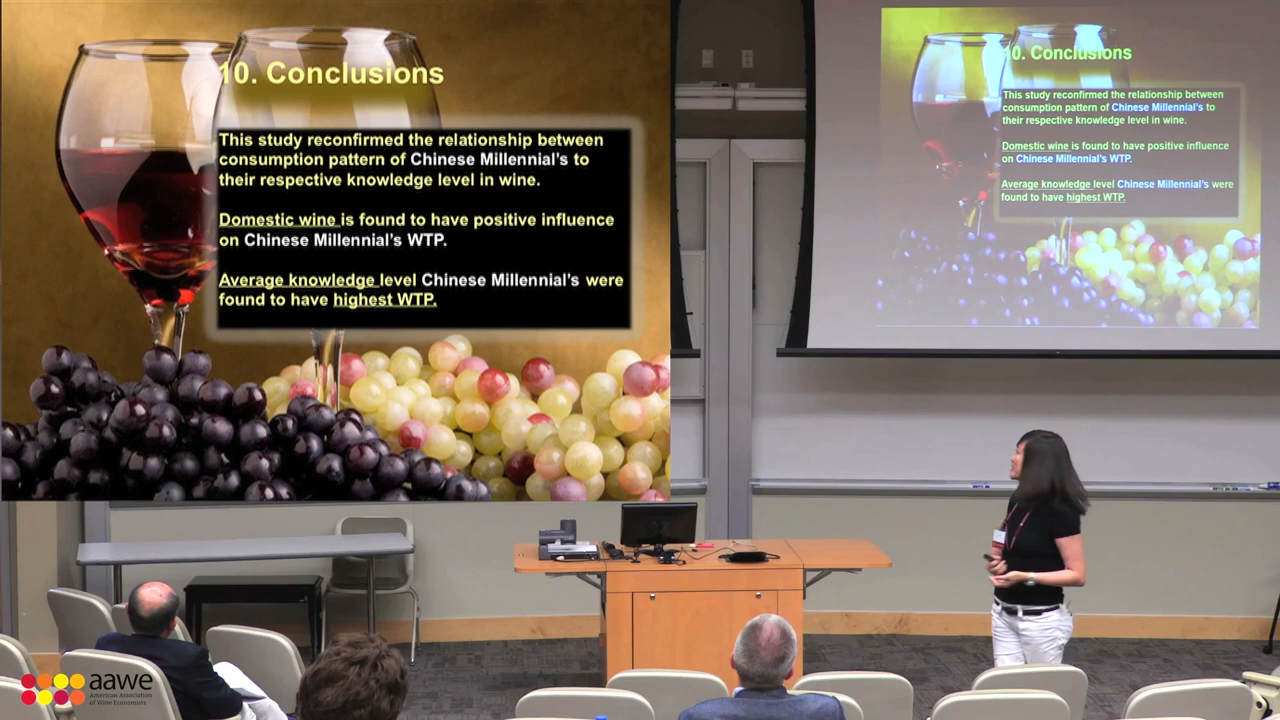 10. Conclusions
This study reconfirmed the relationship between
consumption pattern of Chinese Millennial's to
their respective knowledge level in wine.
Domestic wine is found to have positive influence
on Chinese Millennial's WTP.
Average knowledge level Chinese Millennial's were
found to have highest WTP.
10. Conclusions
This study reconfirmed the relationship between
consumption pattern of Chinese Millennial's to
their respective knowledge level in wine.
Domestic wine is found to have positive influence
on Chinese Millennial's WTP.
Average knowledge level Chinese Millennial's were
found to have highest WTP.
aawe
American Association
of Wine Economists